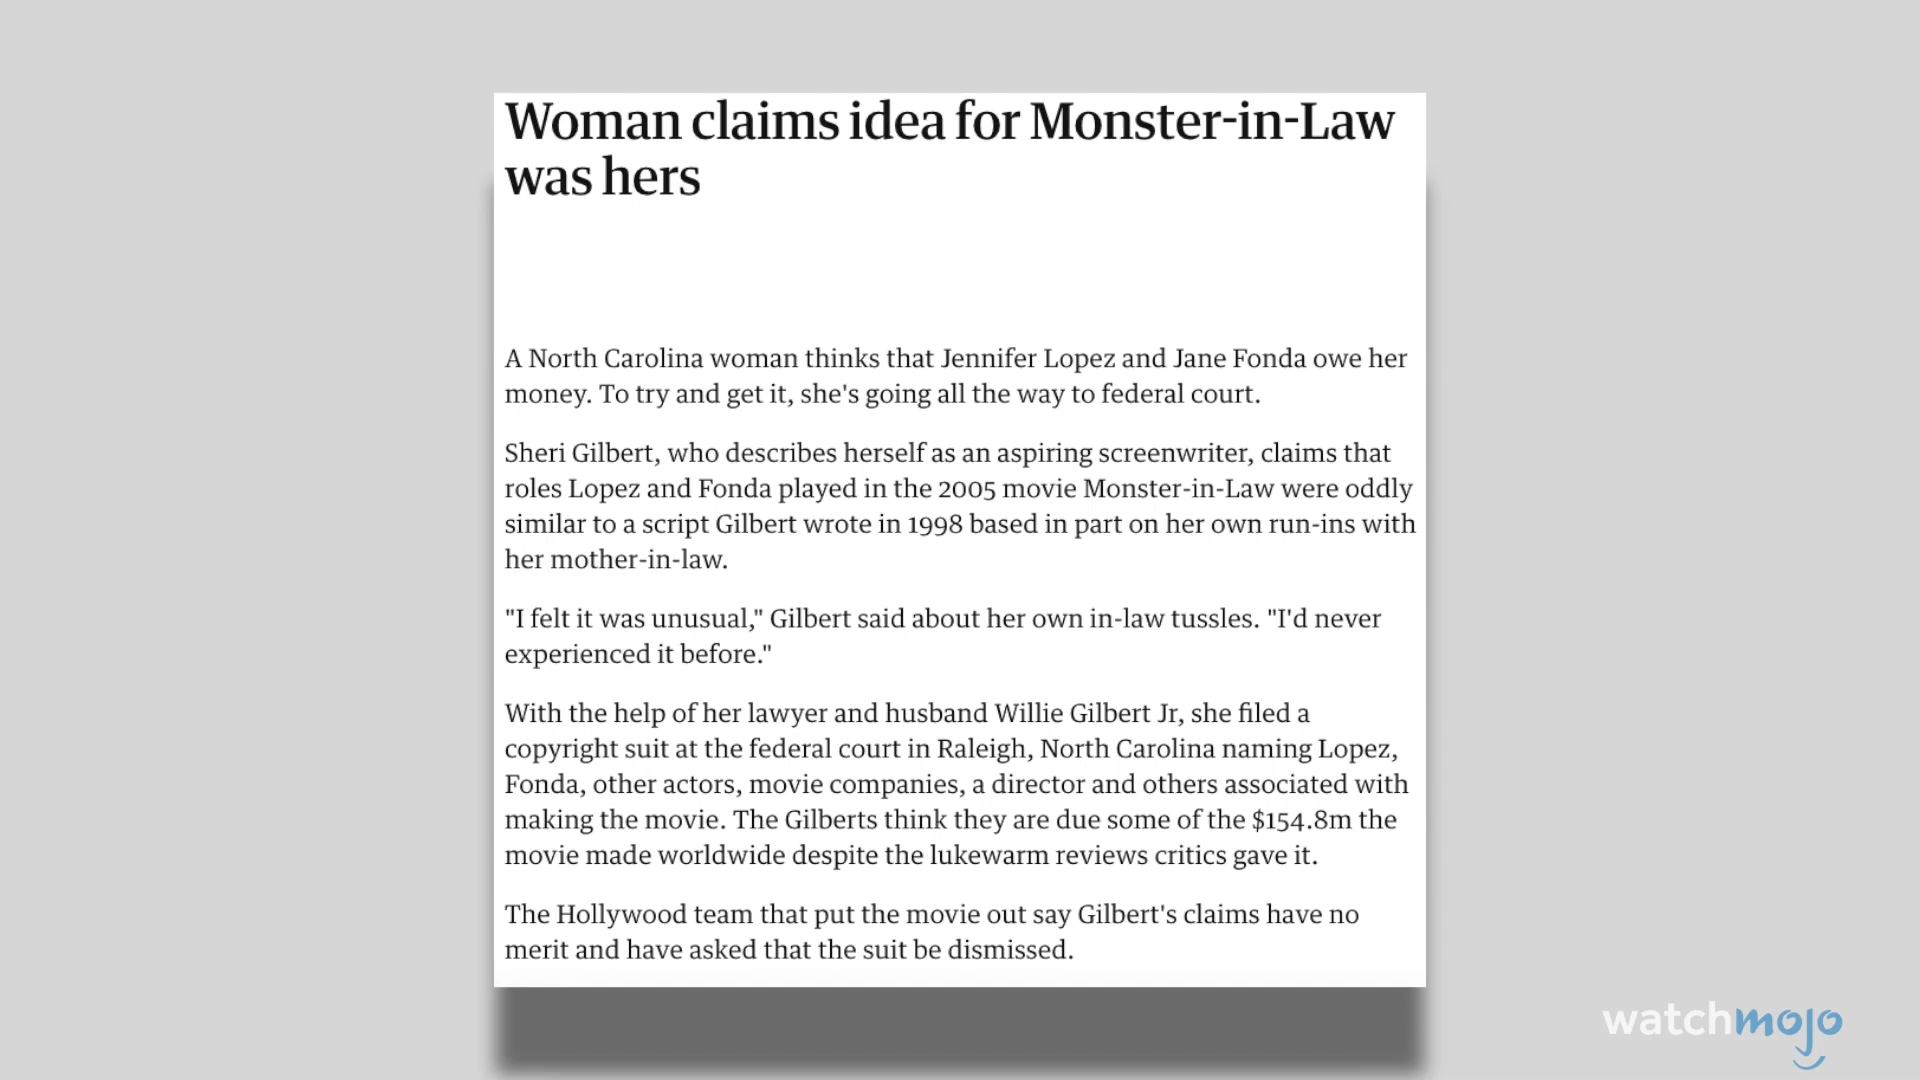 Woman claims idea for Monster-in-Law
was hers
A North Carolina woman thinks that Jennifer Lopez and Jane Fonda owe her
money. To try and get it, she's going all the way to federal court.
Sheri Gilbert, who describes herself as an aspiring screenwriter, claims that
roles Lopez and Fonda played in the 2005 movie Monster-in-Law were oddly
similar to a script Gilbert wrote in 1998 based in part on her own run-ins with
her mother-in-law.
"I felt it was unusual," Gilbert said about her own in-law tussles. "I'd never
experienced it before."
With the help of her lawyer and husband Willie Gilbert Jr, she filed a
copyright suit at the federal court in Raleigh, North Carolina naming Lopez,
Fonda, other actors, movie companies, a director and others associated with
making the movie. The Gilberts think they are due some of the $154.8m the
movie made worldwide despite the lukewarm reviews critics gave it.
The Hollywood team that put the movie out say Gilbert's claims have no
merit and have asked that the suit be dismissed.
watchmojo